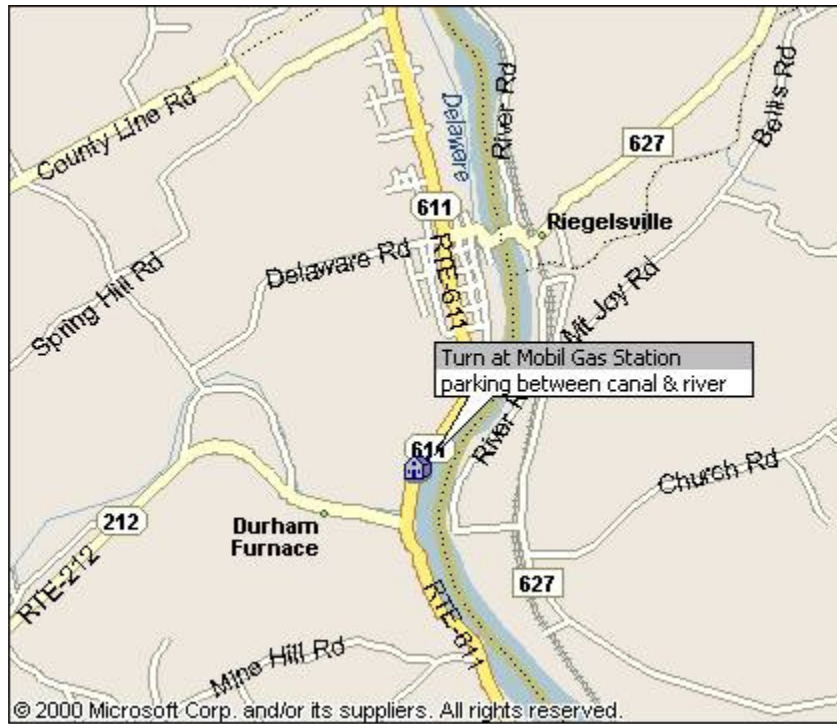 County Line Rd
Delaware
River Rd
627
Bellis Rd
611
Riegelsville
Delaware Rd
RTE-611
Spring Hill Rd
Mt Joy Rd
Turn at Mobil Gas Station
parking between canal & river
River
611
Church Rd
212
Durham
Furnace
RTE-212
627
RTE-611
Mine Hill Rd
© 2000 Microsoft Corp. and/or its suppliers. All rights reserved.